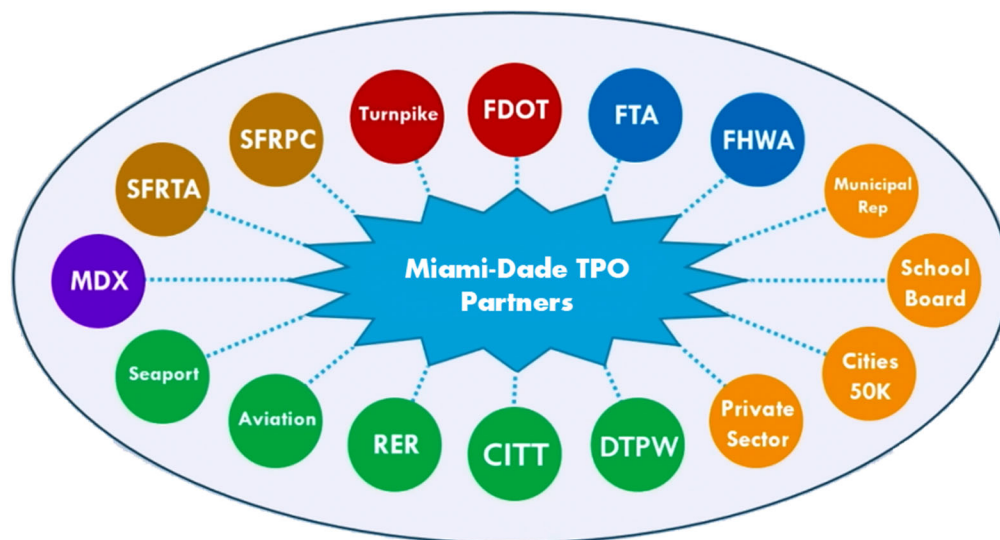 Turnpike
FDOT
FTA
FHWA
SFRPC
SFRTA
Municipal
Rep
MDX
Miami-Dade TPO
Partners
School
Board
Seaport
Cities
50K
Aviation
RER
CITT
DTPW
Private
Sector